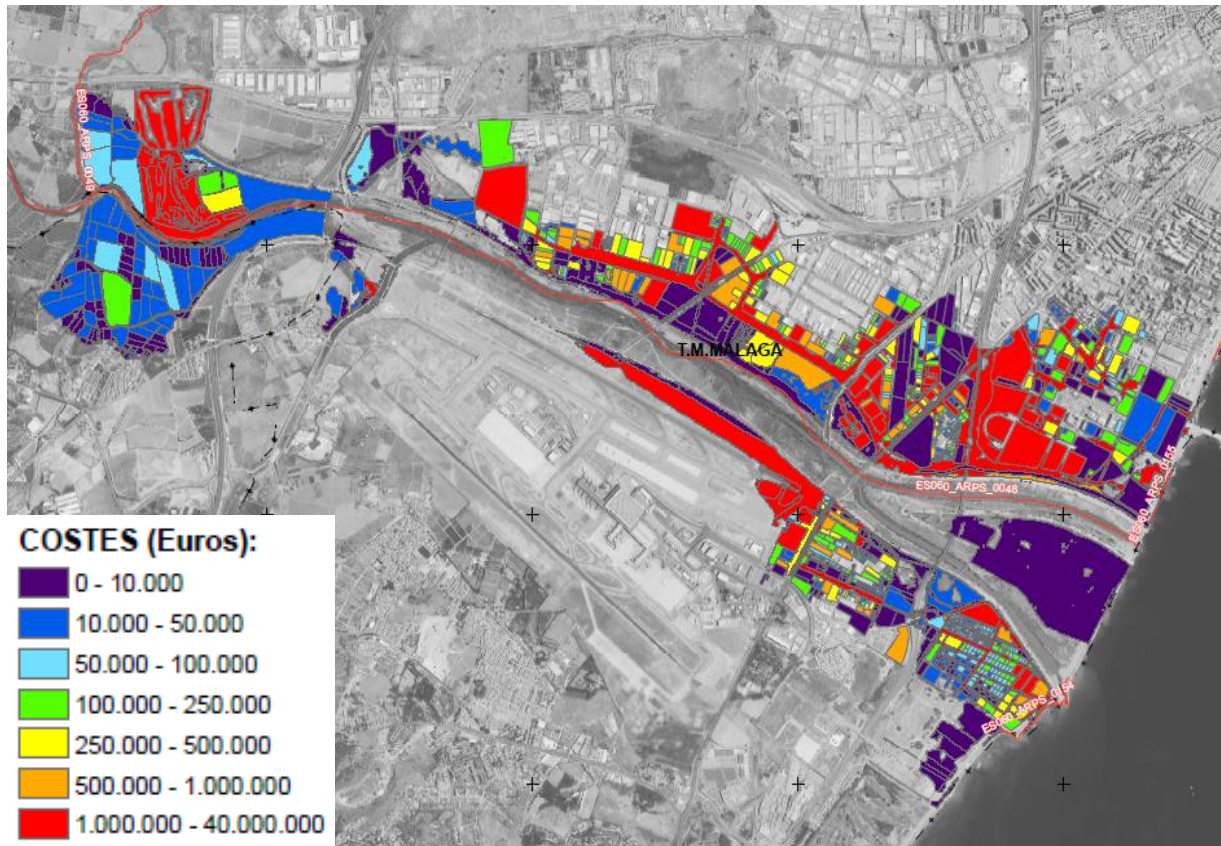 ES060_ARPS_0049
T.M.MALAGA
ES060_ARPS_0048
ES060_ARPS_0155
ES060_ARPS_0154
COSTES (Euros):
0 - 10.000
10.000 - 50.000
50.000 - 100.000
100.000 - 250.000
250.000 - 500.000
500.000 - 1.000.000
1.000.000 - 40.000.000